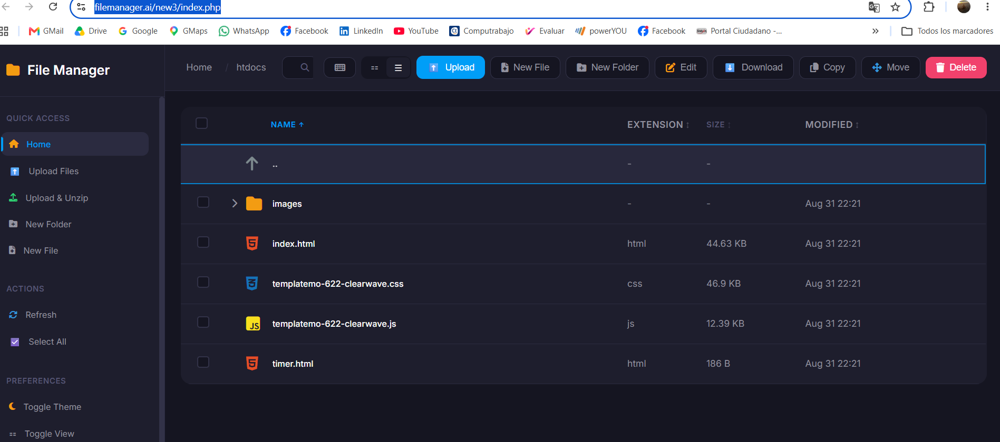 filemanager.ai/new3/index.php
GMail Drive Google GMaps WhatsApp Facebook LinkedIn YouTube Computrabajo Evaluar powerYOU Facebook Portal Ciudadano -... » Todos los marcadores
File Manager
Home / htdocs Upload New File New Folder Edit Download Copy Move Delete
QUICK ACCESS
Home
Upload Files
Upload & Unzip
New Folder
New File
ACTIONS
Refresh
Select All
PREFERENCES
Toggle Theme
Toggle View
NAME ↑ EXTENSION ↕ SIZE ↕ MODIFIED ↕
.. - -
images - - Aug 31 22:21
index.html html 44.63 KB Aug 31 22:21
templatemo-622-clearwave.css css 46.9 KB Aug 31 22:21
templatemo-622-clearwave.js js 12.39 KB Aug 31 22:21
timer.html html 186 B Aug 31 22:21